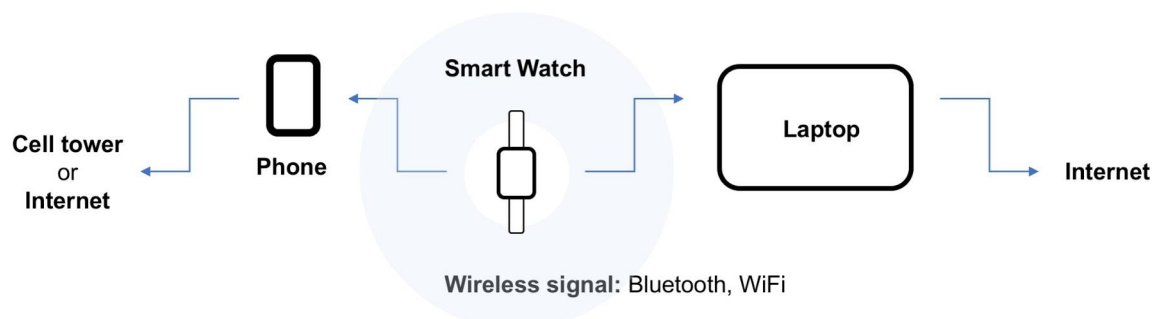 Smart Watch
Cell tower
or
Internet
Phone
Laptop
Internet
Wireless signal: Bluetooth, WiFi